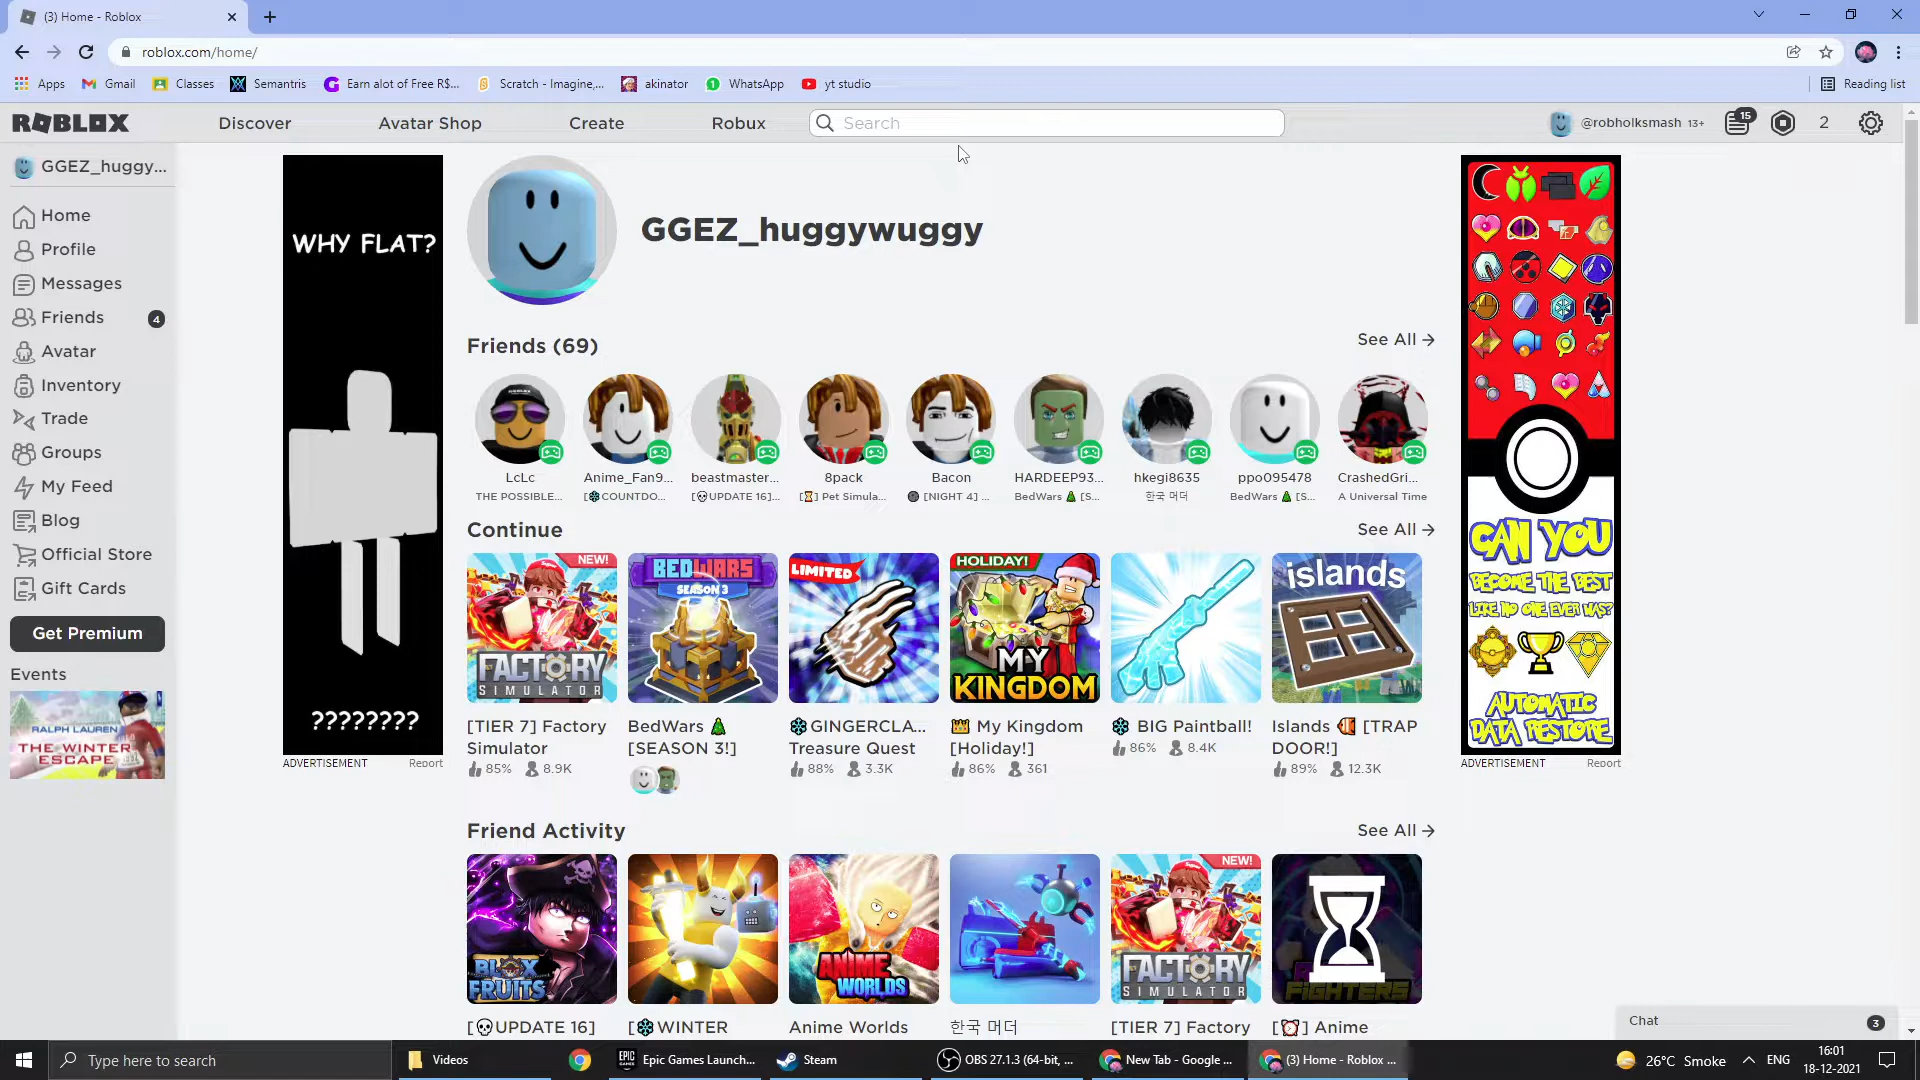 (3) Home - Roblox
roblox.com/home/
Apps
Gmail
Classes
Semantris
Earn alot of Free R$...
Scratch - Imagine,...
akinator
WhatsApp
yt studio
Reading list
ROBLOX
Discover
Avatar Shop
Create
Robux
Search
@robholksmash 13+
15
2
GGEZ_huggy...
Home
Profile
Messages
Friends
4
Avatar
Inventory
Trade
Groups
My Feed
Blog
Official Store
Gift Cards
Get Premium
Events
RALPH LAUREN
THE WINTER
ESCAPE
WHY FLAT?
????????
ADVERTISEMENT
Report
GGEZ_huggywuggy
Friends (69)
See All →
LcLc
THE POSSIBLE...
Anime_Fan9...
[❄COUNTDO...
beastmaster...
[💀UPDATE 16]...
8pack
[⏳] Pet Simula...
Bacon
[NIGHT 4] ...
HARDEEP93...
BedWars 🎄 [S...
hkegi8635
한국 머더
ppo095478
BedWars 🎄 [S...
CrashedGri...
A Universal Time
Continue
See All →
NEW!
FACTORY
SIMULATOR
BEDWARS
SEASON 3
LIMITED
HOLIDAY!
MY
KINGDOM
islands
[TIER 7] Factory
Simulator
85% 8.9K
BedWars 🎄
[SEASON 3!]
❄GINGERCLA...
Treasure Quest
88% 3.3K
👑 My Kingdom
[Holiday!]
86% 361
❄ BIG Paintball!
86% 8.4K
Islands 🐠 [TRAP
DOOR!]
89% 12.3K
Friend Activity
See All →
BLOX
FRUITS
ANIME
WORLDS
NEW!
FACTORY
SIMULATOR
FIGHTERS
[💀UPDATE 16]
[❄WINTER
Anime Worlds
한국 머더
[TIER 7] Factory
[⏰] Anime
CAN YOU
BECOME THE BEST
LIKE NO ONE EVER WAS?
AUTOMATIC
DATA RESTORE
ADVERTISEMENT
Report
Chat
3
Type here to search
Videos
EPIC
GAMES
Epic Games Launch...
Steam
OBS 27.1.3 (64-bit, ...
New Tab - Google ...
(3) Home - Roblox ...
26°C Smoke
ENG
16:01
18-12-2021